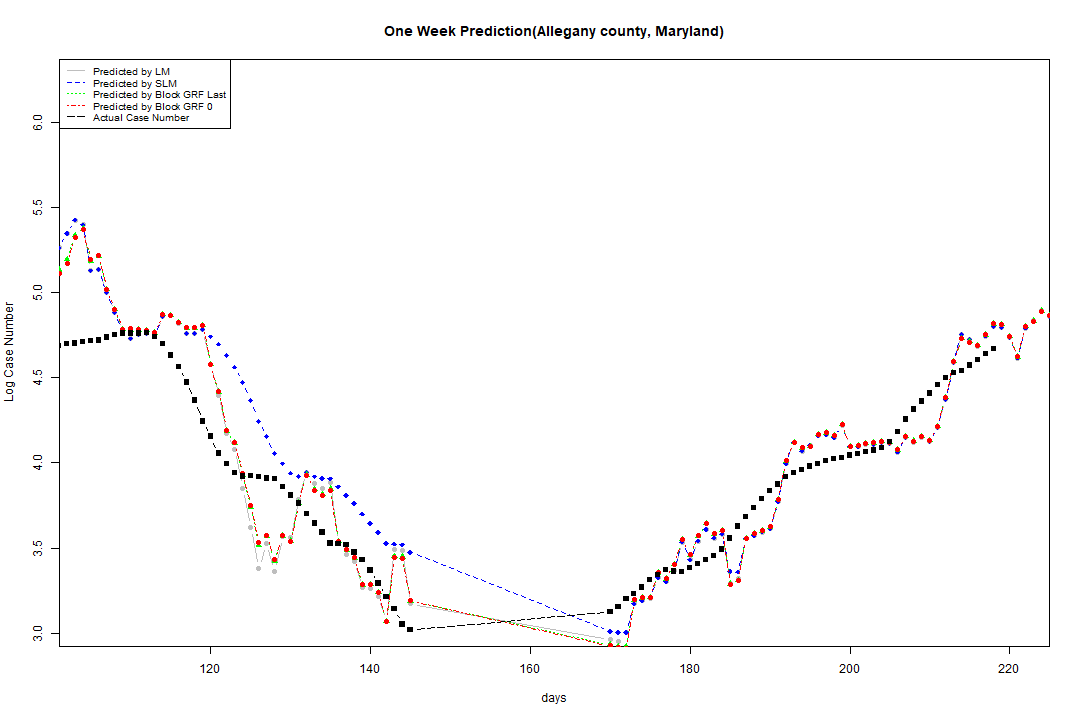 One Week Prediction(Allegany county, Maryland)
Predicted by LM
Predicted by SLM
Predicted by Block GRF Last
Predicted by Block GRF 0
Actual Case Number
6.0
5.5
5.0
4.5
4.0
3.5
3.0
Log Case Number
120 140 160 180 200 220
days